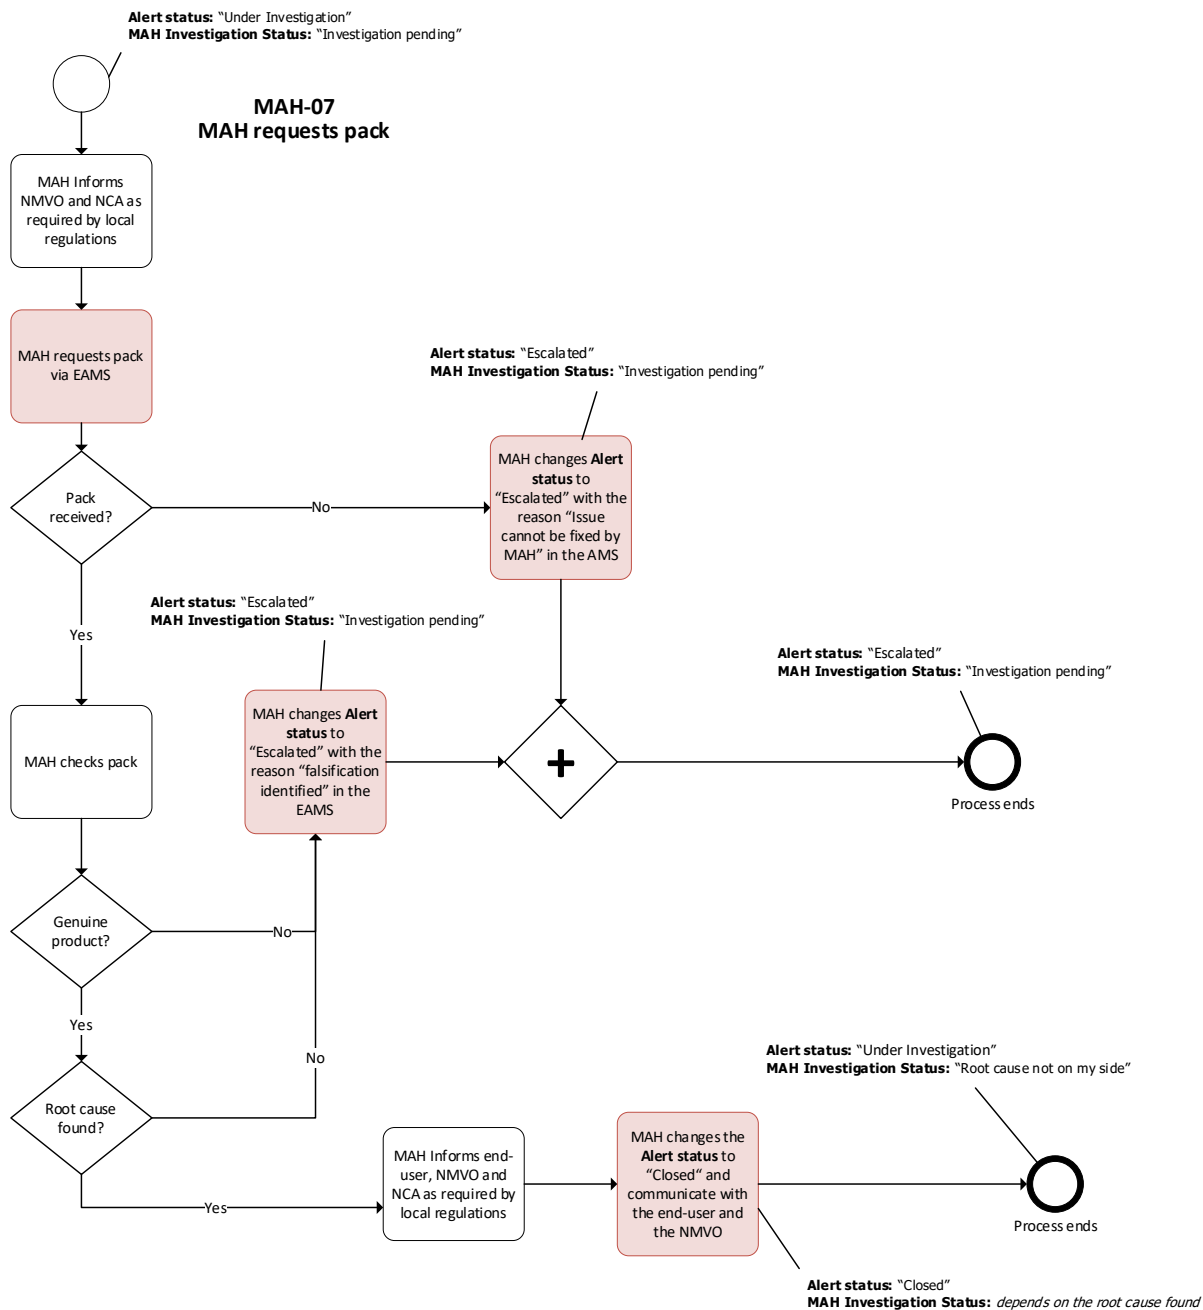 Alert status: “Under Investigation”
MAH Investigation Status: “Investigation pending”
MAH-07
MAH requests pack
MAH Informs
NMVO and NCA as
required by local
regulations
MAH requests pack
via EAMS
Alert status: “Escalated”
MAH Investigation Status: “Investigation pending”
MAH changes Alert
status to
“Escalated” with the
reason “Issue
cannot be fixed by
MAH” in the AMS
Pack
received?
No
Yes
Alert status: “Escalated”
MAH Investigation Status: “Investigation pending”
Alert status: “Escalated”
MAH Investigation Status: “Investigation pending”
MAH checks pack
MAH changes Alert
status to
“Escalated” with the
reason “falsification
identified” in the
EAMS
Process ends
Genuine
product?
No
Yes
No
Root cause
found?
Yes
MAH Informs end-
user, NMVO and
NCA as required by
local regulations
MAH changes the
Alert status to
“Closed“ and
communicate with
the end-user and
the NMVO
Alert status: “Under Investigation”
MAH Investigation Status: “Root cause not on my side”
Process ends
Alert status: “Closed”
MAH Investigation Status: depends on the root cause found